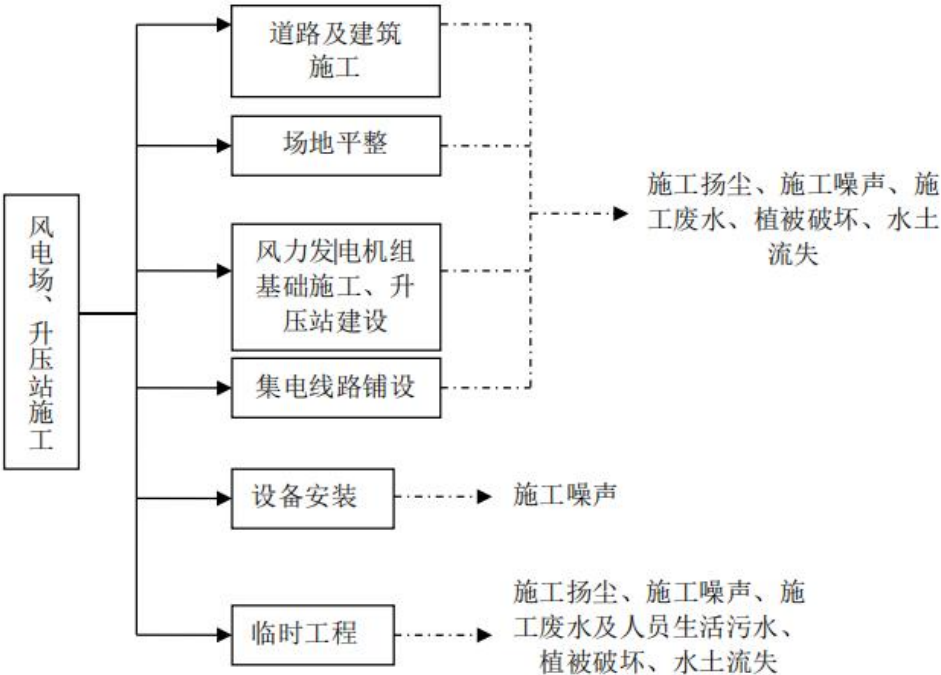 风电场、升压站施工
道路及建筑
施工
场地平整
风力发电机组
基础施工、升
压站建设
集电线路铺设
设备安装
临时工程
施工扬尘、施工噪声、施
工废水、植被破坏、水土
流失
施工噪声
施工扬尘、施工噪声、施
工废水及人员生活污水、
植被破坏、水土流失